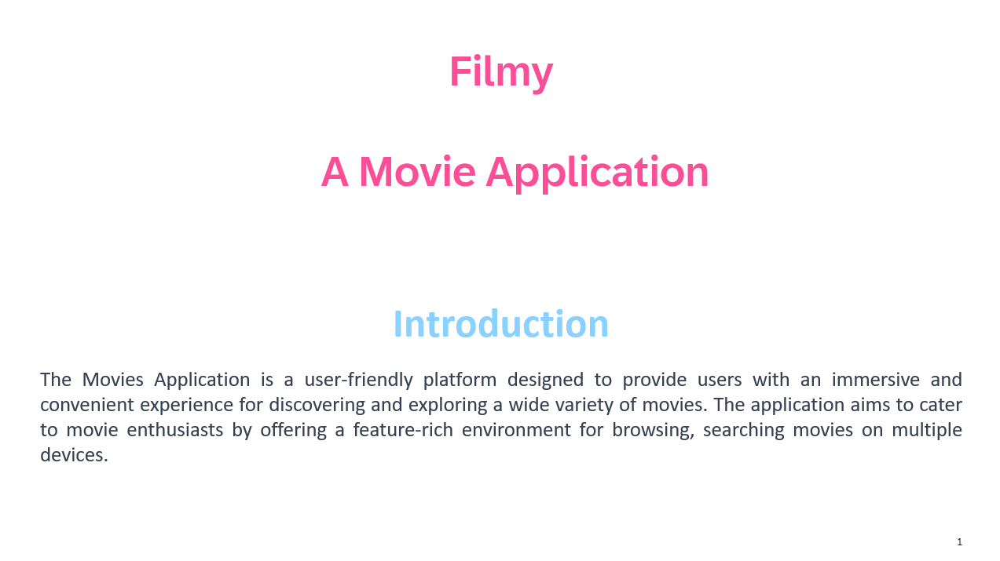 Filmy
A Movie Application
Introduction
The Movies Application is a user-friendly platform designed to provide users with an immersive and
convenient experience for discovering and exploring a wide variety of movies. The application aims to cater
to movie enthusiasts by offering a feature-rich environment for browsing, searching movies on multiple
devices.
1